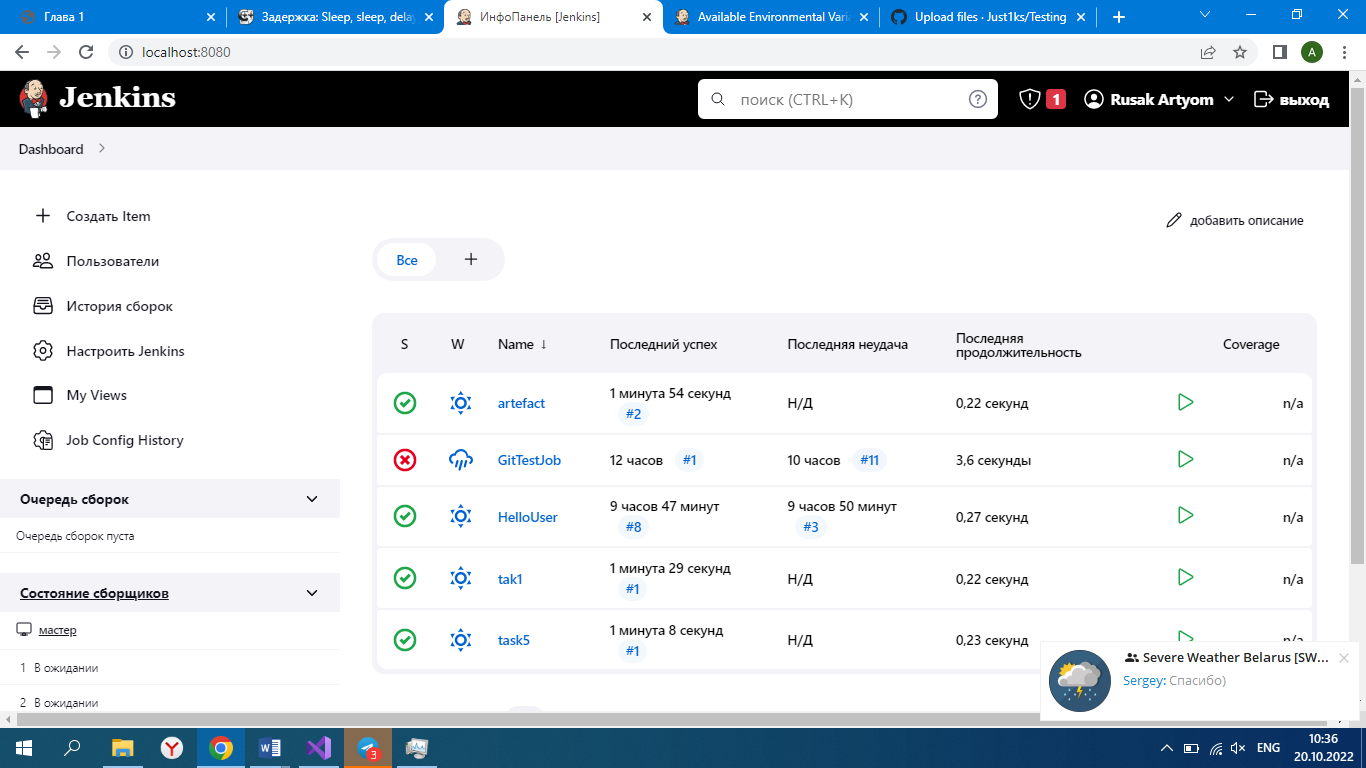 Глава 1
Задержка: Sleep, sleep, dela
ИнфоПанель [Jenkins]
Available Environmental Varia
Upload files · Just1ks/Testing
localhost:8080
A
Jenkins
поиск (CTRL+K)
1
Rusak Artyom
выход
Dashboard
Создать Item
Пользователи
История сборок
Настроить Jenkins
My Views
Job Config History
Очередь сборок
Очередь сборок пуста
Состояние сборщиков
мастер
1 В ожидании
2 В ожидании
добавить описание
Все
S W Name ↓ Последний успех Последняя неудача Последняя продолжительность Coverage
artefact 1 минута 54 секунд #2 Н/Д 0,22 секунд n/a
GitTestJob 12 часов #1 10 часов #11 3,6 секунды n/a
HelloUser 9 часов 47 минут #8 9 часов 50 минут #3 0,27 секунд n/a
tak1 1 минута 29 секунд #1 Н/Д 0,22 секунд n/a
task5 1 минута 8 секунд #1 Н/Д 0,23 секунд n/a
Severe Weather Belarus [SW...
Sergey: Спасибо)
3
ENG
10:36
20.10.2022